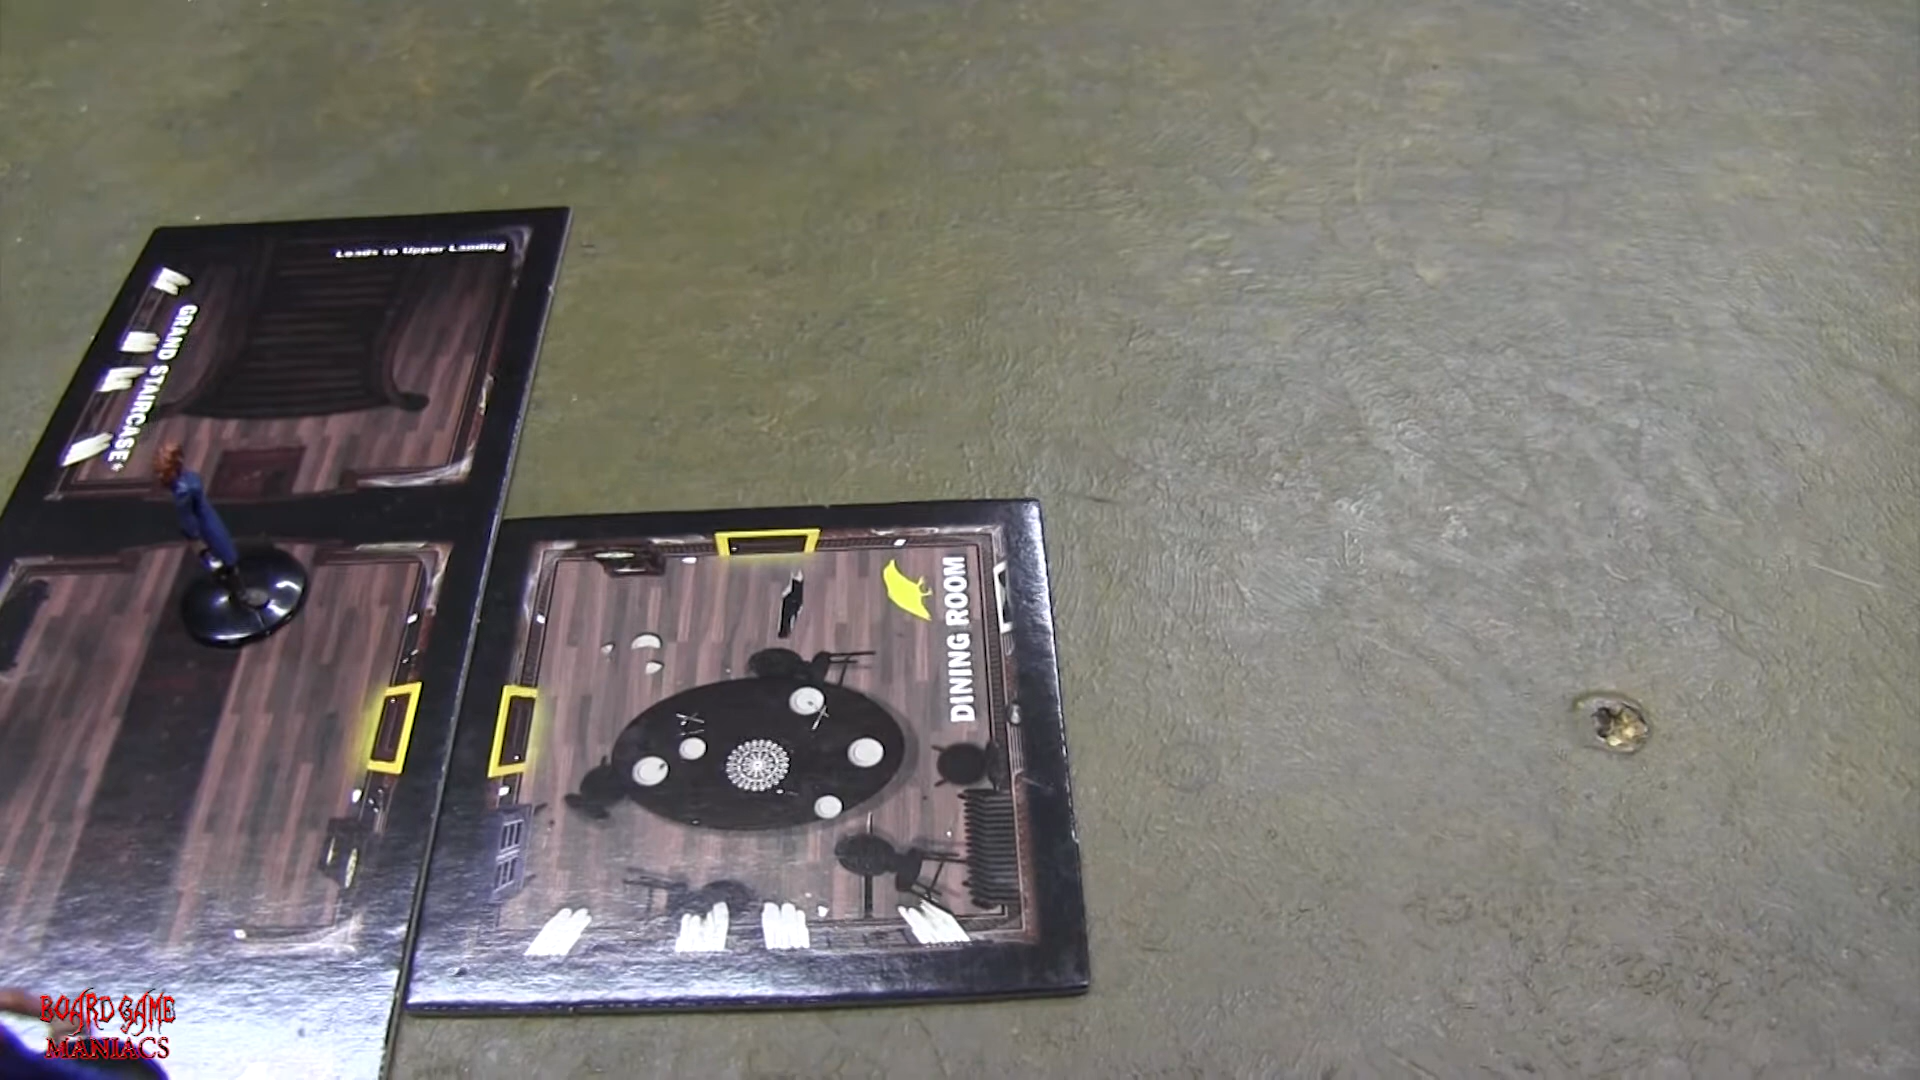 Leads to Upper Landing
GRAND STAIRCASE*
DINING ROOM
BOARD GAME
MANIACS